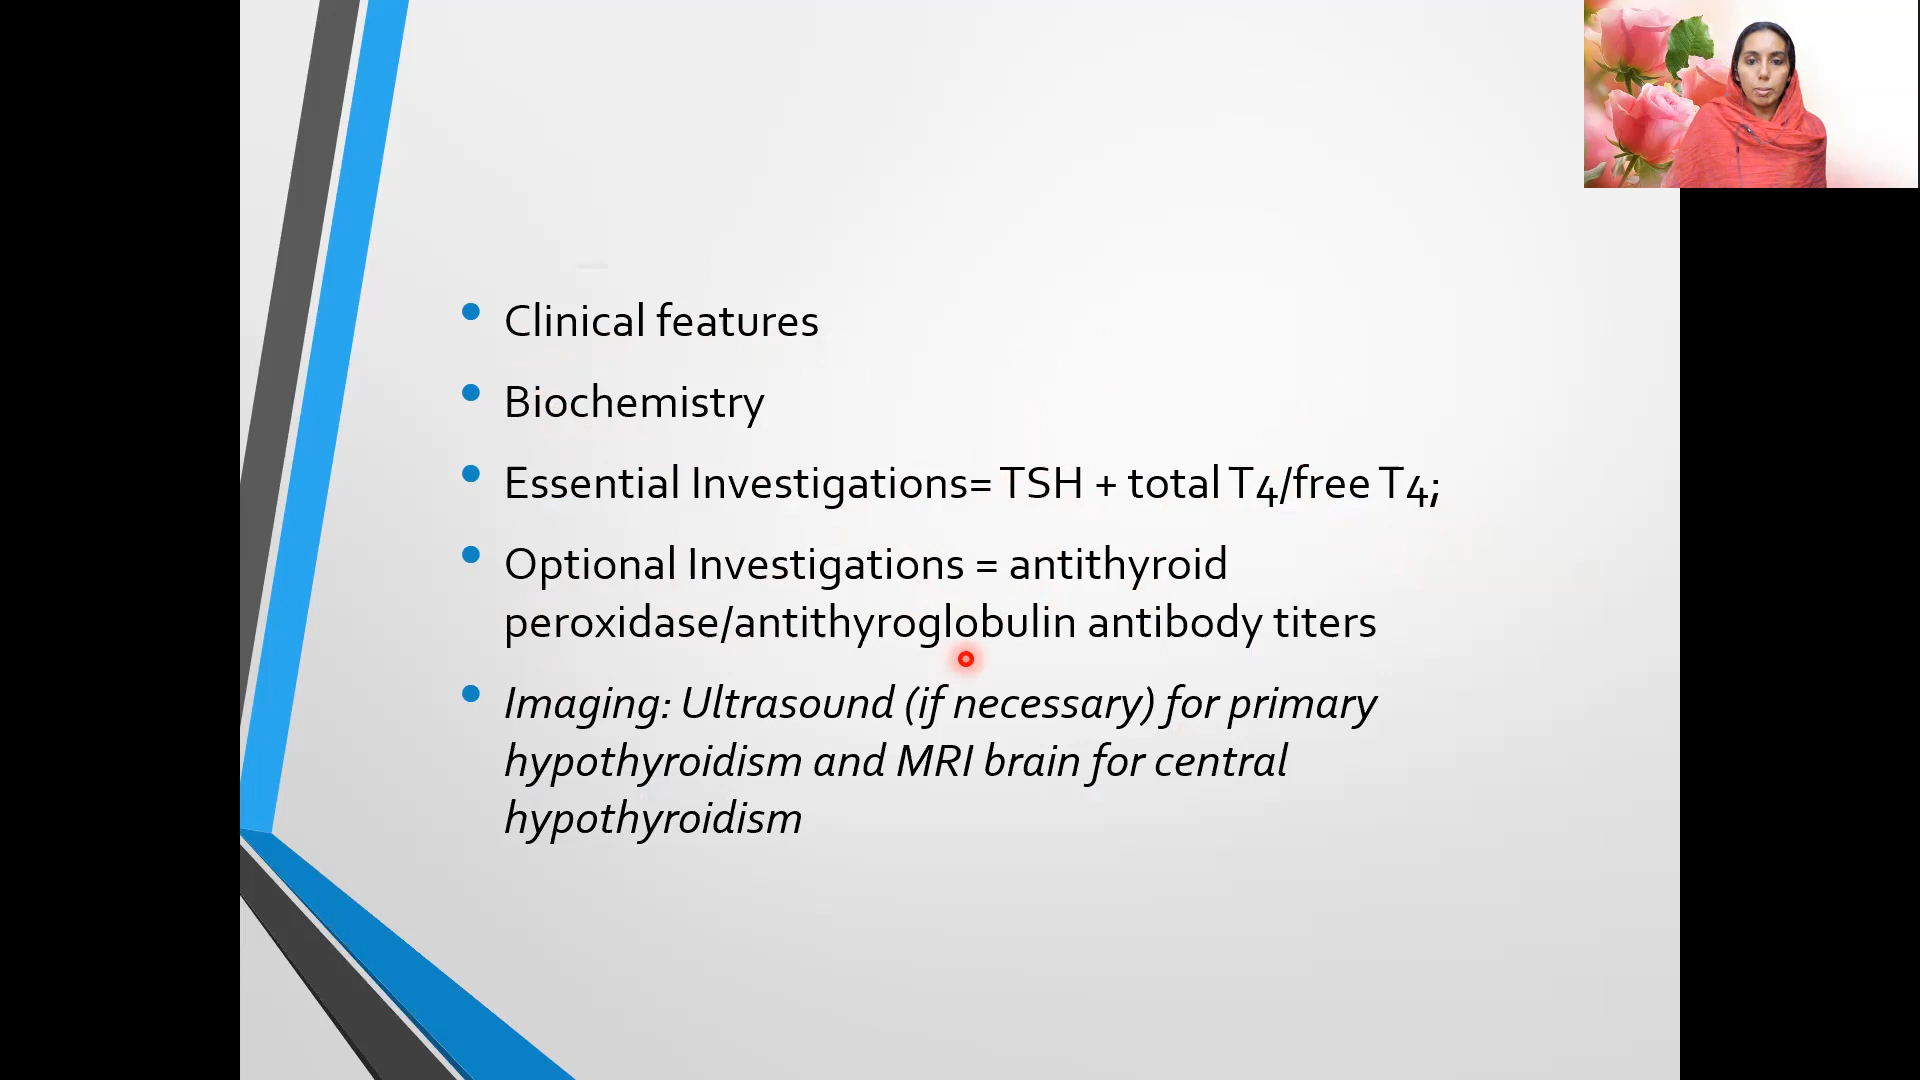 Clinical features
Biochemistry
Essential Investigations= TSH + total T4/free T4;
Optional Investigations = antithyroid
peroxidase/antithyroglobulin antibody titers
Imaging: Ultrasound (if necessary) for primary
hypothyroidism and MRI brain for central
hypothyroidism